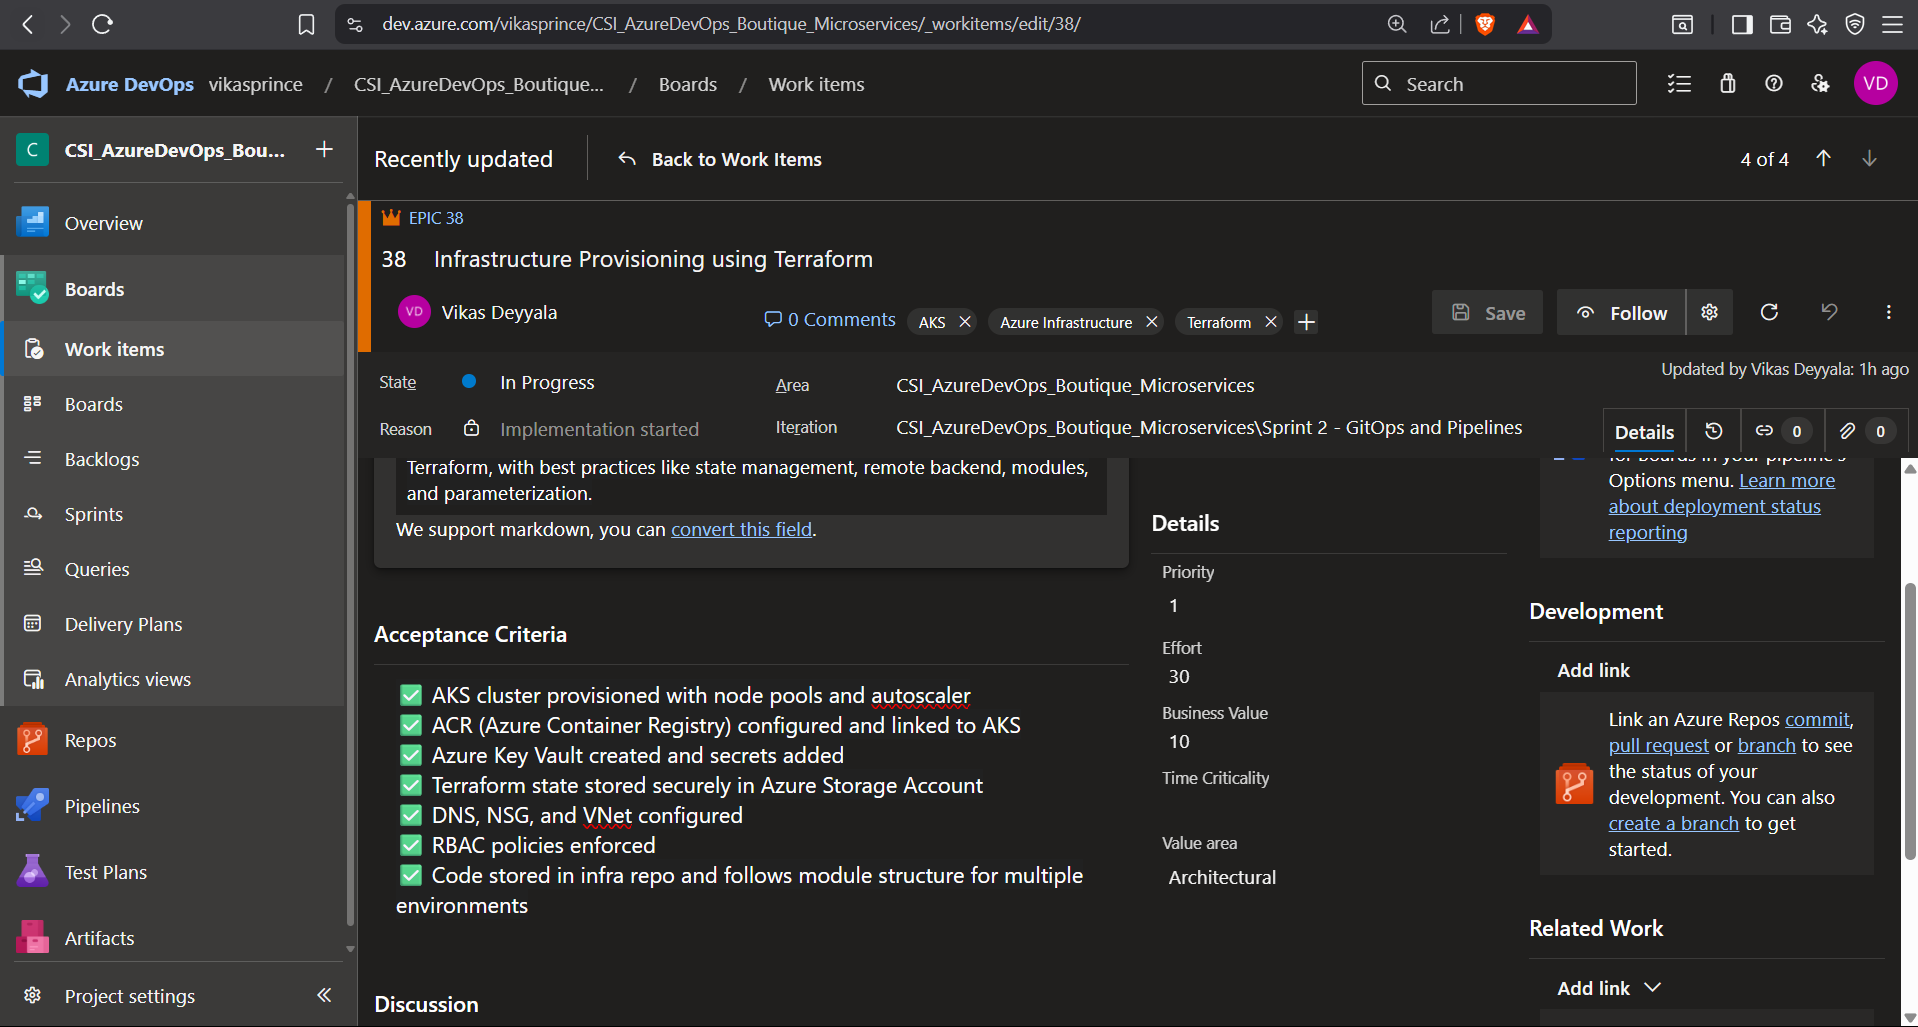 dev.azure.com/vikasprince/CSI_AzureDevOps_Boutique_Microservices/_workitems/edit/38/
Azure DevOps vikasprince / CSI_AzureDevOps_Boutique... / Boards / Work items
Search
VD
C CSI_AzureDevOps_Bou...
Overview
Boards
Work items
Boards
Backlogs
Sprints
Queries
Delivery Plans
Analytics views
Repos
Pipelines
Test Plans
Artifacts
Project settings
Recently updated
Back to Work Items
4 of 4
EPIC 38
38 Infrastructure Provisioning using Terraform
VD Vikas Deyyala
0 Comments
AKS
Azure Infrastructure
Terraform
Save
Follow
State In Progress
Area CSI_AzureDevOps_Boutique_Microservices
Updated by Vikas Deyyala: 1h ago
Reason Implementation started
Iteration CSI_AzureDevOps_Boutique_Microservices\Sprint 2 - GitOps and Pipelines
Details
0
0
Terraform, with best practices like state management, remote backend, modules,
and parameterization.
We support markdown, you can convert this field.
Acceptance Criteria
✅ AKS cluster provisioned with node pools and autoscaler
✅ ACR (Azure Container Registry) configured and linked to AKS
✅ Azure Key Vault created and secrets added
✅ Terraform state stored securely in Azure Storage Account
✅ DNS, NSG, and VNet configured
✅ RBAC policies enforced
✅ Code stored in infra repo and follows module structure for multiple
environments
Discussion
Details
Priority
1
Effort
30
Business Value
10
Time Criticality
Value area
Architectural
for Boards in your pipeline's
Options menu. Learn more
about deployment status
reporting
Development
Add link
Link an Azure Repos commit,
pull request or branch to see
the status of your
development. You can also
create a branch to get
started.
Related Work
Add link